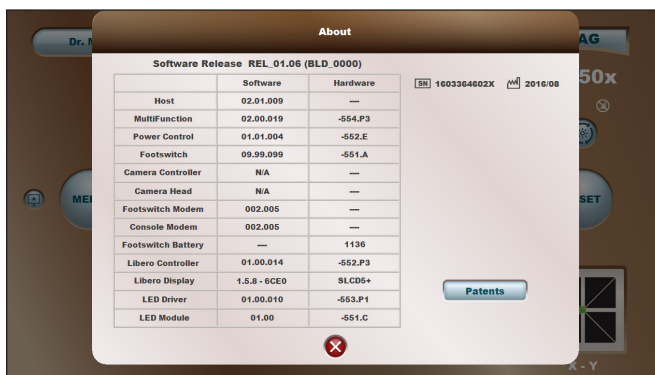 About
Dr.
AG
Software Release REL_01.06 (BLD_0000)
Software Hardware
SN 1603364602X 2016/08
50x
Host 02.01.009 ---
MultiFunction 02.00.019 -554.P3
Power Control 01.01.004 -552.E
Footswitch 09.99.099 -551.A
Camera Controller N/A ---
Camera Head N/A ---
Footswitch Modem 002.005 ---
Console Modem 002.005 ---
Footswitch Battery --- 1136
Libero Controller 01.00.014 -552.P3
Libero Display 1.5.8 - 6CE0 SLCD5+
LED Driver 01.00.010 -553.P1
LED Module 01.00 -551.C
ME
SET
Patents
X - Y